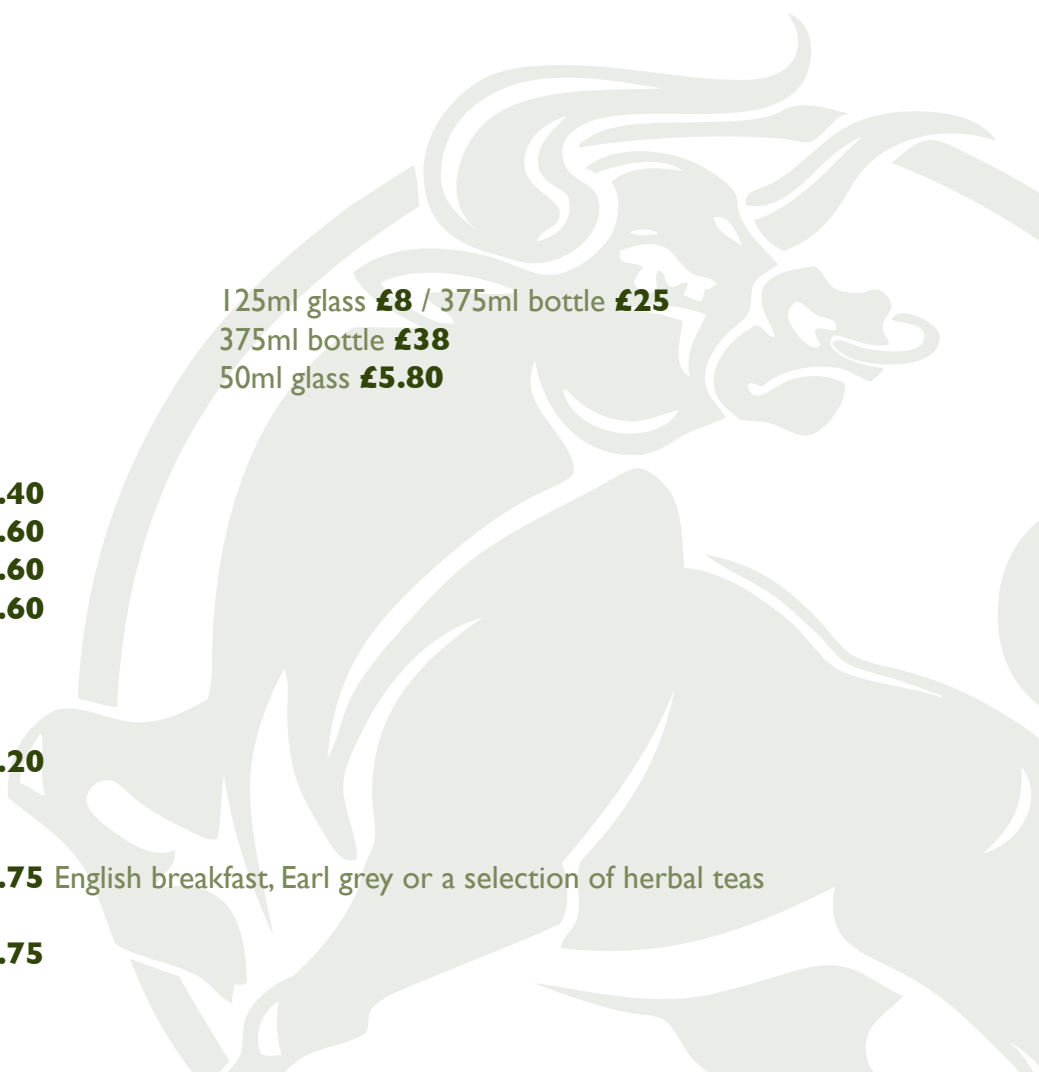 125ml glass £8 / 375ml bottle £25
375ml bottle £38
50ml glass £5.80
.40
.60
.60
.60
.20
.75 English breakfast, Earl grey or a selection of herbal teas
.75